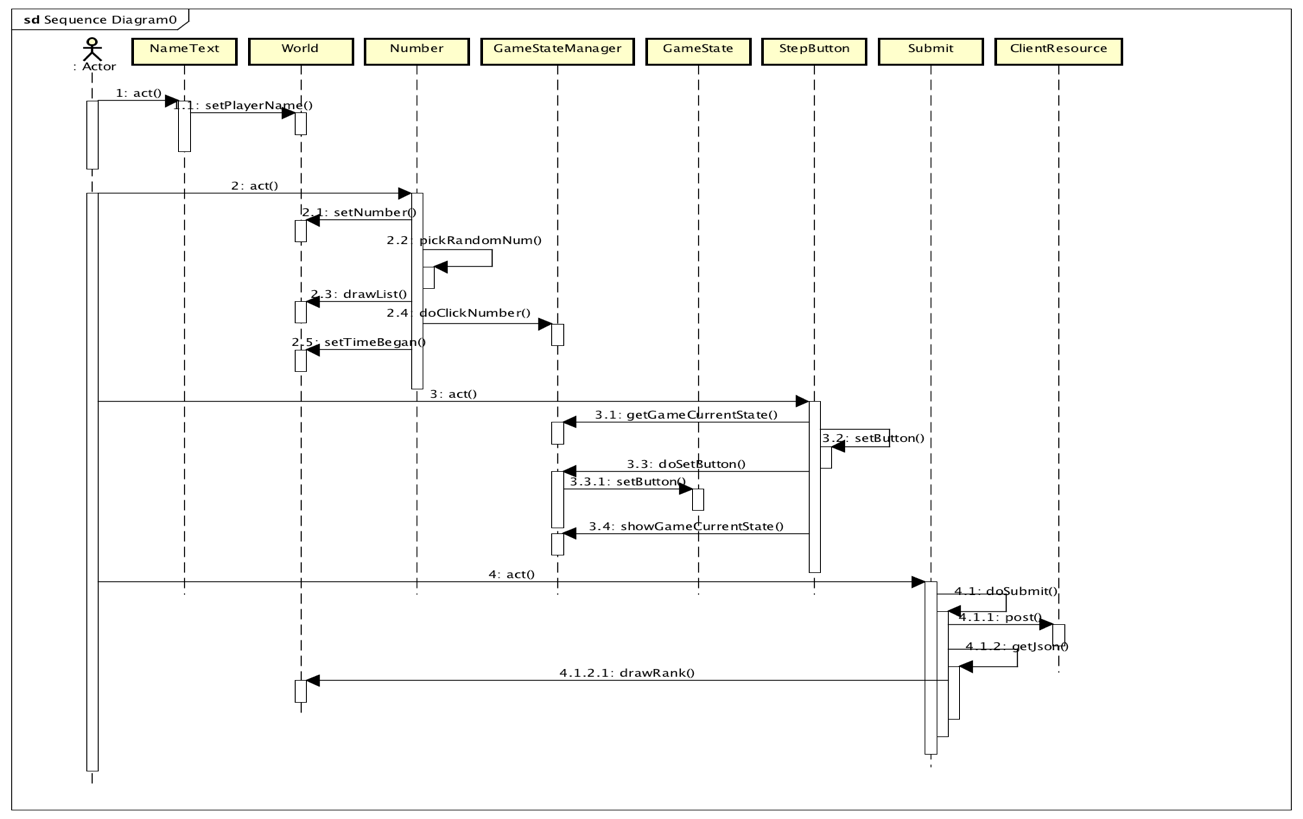 sd Sequence Diagram0
: Actor
NameText
World
Number
GameStateManager
GameState
StepButton
Submit
ClientResource
1: act()
1.1: setPlayerName()
2: act()
2.1: setNumber()
2.2: pickRandomNum()
2.3: drawList()
2.4: doClickNumber()
2.5: setTimeBegan()
3: act()
3.1: getGameCurrentState()
3.2: setButton()
3.3: doSetButton()
3.3.1: setButton()
3.4: showGameCurrentState()
4: act()
4.1: doSubmit()
4.1.1: post()
4.1.2: getJson()
4.1.2.1: drawRank()